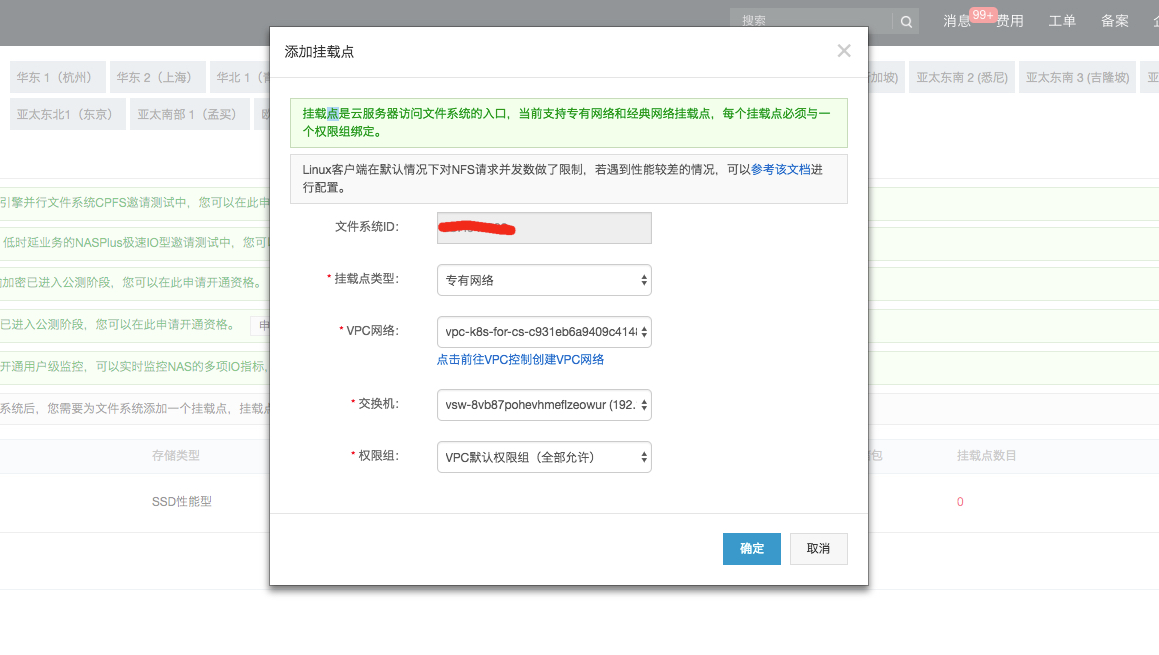 搜索
消息 99+ 费用 工单 备案
添加挂载点
华东 1（杭州） 华东 2（上海） 华北 1 加坡) 亚太东南 2 (悉尼) 亚太东南 3 (吉隆坡) 亚
亚太东北1（东京） 亚太南部 1（孟买）
挂载点是云服务器访问文件系统的入口，当前支持专有网络和经典网络挂载点，每个挂载点必须与一
个权限组绑定。
Linux客户端在默认情况下对NFS请求并发数做了限制，若遇到性能较差的情况，可以参考该文档进
行配置。
引擎并行文件系统CPFS邀请测试中，您可以在此申
文件系统ID:
低时延业务的NASPlus极速IO型邀请测试中，您可以
加密已进入公测阶段，您可以在此申请开通资格。
* 挂载点类型: 专有网络
已进入公测阶段，您可以在此申请开通资格。 申
* VPC网络: vpc-k8s-for-cs-c931eb6a9409c414
点击前往VPC控制创建VPC网络
开通用户级监控，可以实时监控NAS的多项IO指标，
系统后，您需要为文件系统添加一个挂载点，挂载点
* 交换机: vsw-8vb87pohevhmeflzeowur (192.
* 权限组: VPC默认权限组（全部允许）
存储类型 包 挂载点数目
SSD性能型 0
确定 取消